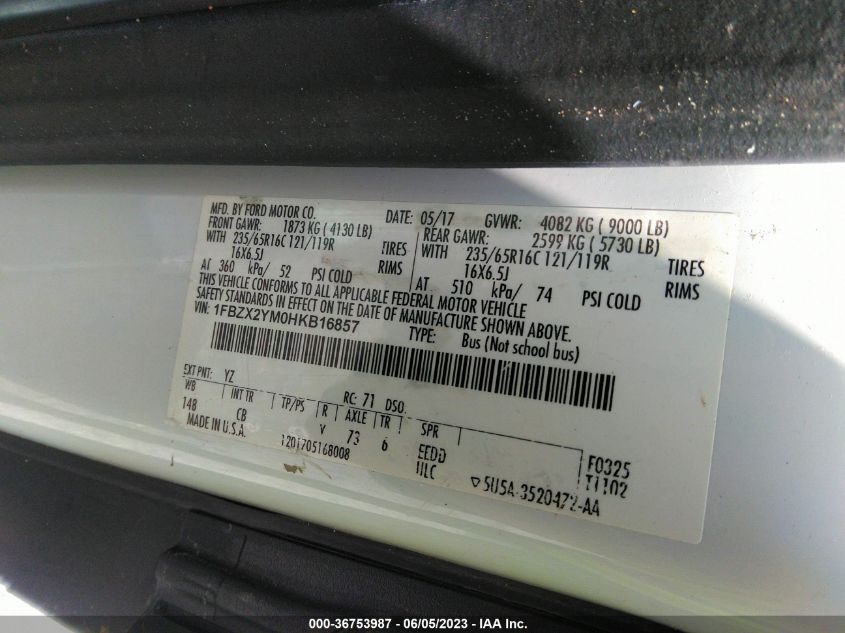 MFD. BY FORD MOTOR CO. DATE: 05/17 GVWR: 4082 KG ( 9000 LB)
FRONT GAWR: 1873 KG ( 4130 LB) REAR GAWR: 2599 KG ( 5730 LB)
WITH 235/65R16C 121/119R TIRES WITH 235/65R16C 121/119R TIRES
16X6.5J RIMS 16X6.5J RIMS
AT 360 kPa/ 52 PSI COLD AT 510 kPa/ 74 PSI COLD
THIS VEHICLE CONFORMS TO ALL APPLICABLE FEDERAL MOTOR VEHICLE
SAFETY STANDARDS IN EFFECT ON THE DATE OF MANUFACTURE SHOWN ABOVE.
VIN: 1FBZX2YM0HKB16857 TYPE: Bus (Not school bus)
EXT PNT: YZ RC: 71 DSO:
WB INT TR TP/PS R AXLE TR SPR
148 CB V 73 6 EEDD F0325
MADE IN U.S.A. 1201705168008 ULC T1102
5U5A-3520472-AA
000-36753987 - 06/05/2023 - IAA Inc.